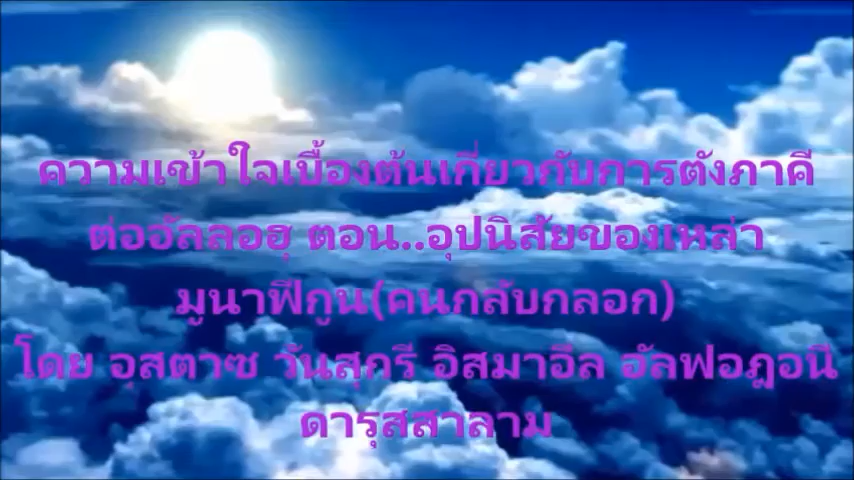 ความเข้าใจเบื้องต้นเกี่ยวกับการตั้งภาคี
ต่ออัลลอฮุ ตอน..อุปนิสัยของเหล่า
มูนาฟีกูน(คนกลับกลอก)
โดย อุสตาซ วันสุกรี อิสมาอีล อัลฟอฎอนี
ดารุสสาลาม